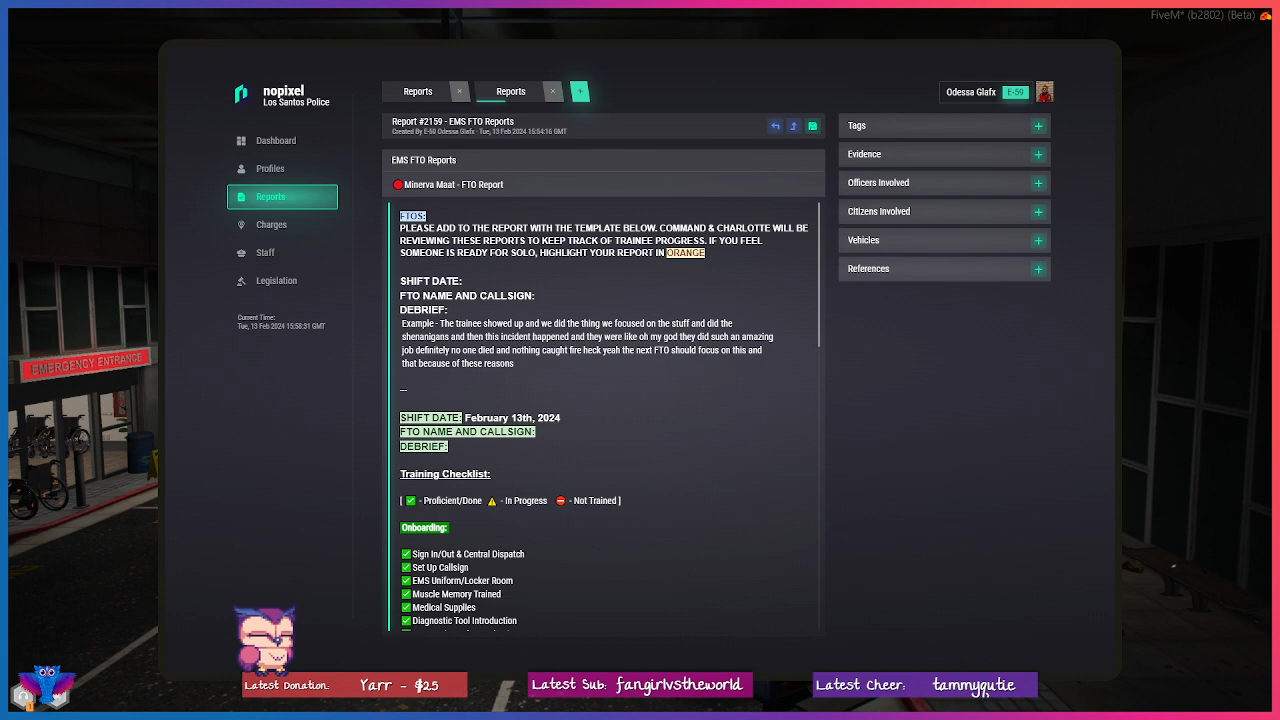 FiveM* (b2802) (Beta)
nopixel
Los Santos Police
Reports
Reports
Odessa Glafx E-59
Dashboard
Profiles
Reports
Charges
Staff
Legislation
Current Time:
Tue, 13 Feb 2024 15:58:31 GMT
Report #2159 - EMS FTO Reports
Created By E-59 Odessa Glafx - Tue, 13 Feb 2024 15:54:16 GMT
EMS FTO Reports
Minerva Maat - FTO Report
FTOS:
PLEASE ADD TO THE REPORT WITH THE TEMPLATE BELOW. COMMAND & CHARLOTTE WILL BE
REVIEWING THESE REPORTS TO KEEP TRACK OF TRAINEE PROGRESS. IF YOU FEEL
SOMEONE IS READY FOR SOLO, HIGHLIGHT YOUR REPORT IN ORANGE
SHIFT DATE:
FTO NAME AND CALLSIGN:
DEBRIEF:
Example - The trainee showed up and we did the thing we focused on the stuff and did the
shenanigans and then this incident happened and they were like oh my god they did such an amazing
job definitely no one died and nothing caught fire heck yeah the next FTO should focus on this and
that because of these reasons
—
SHIFT DATE: February 13th, 2024
FTO NAME AND CALLSIGN:
DEBRIEF:
Training Checklist:
[ ✅ - Proficient/Done ⚠ - In Progress ⛔ - Not Trained ]
Onboarding:
✅ Sign In/Out & Central Dispatch
✅ Set Up Callsign
✅ EMS Uniform/Locker Room
✅ Muscle Memory Trained
✅ Medical Supplies
✅ Diagnostic Tool Introduction
Tags
Evidence
Officers Involved
Citizens Involved
Vehicles
References
EMERGENCY ENTRANCE
Latest Donation: Yarr - $25
Latest Sub: fangirlvstheworld
Latest Cheer: tammyqutie